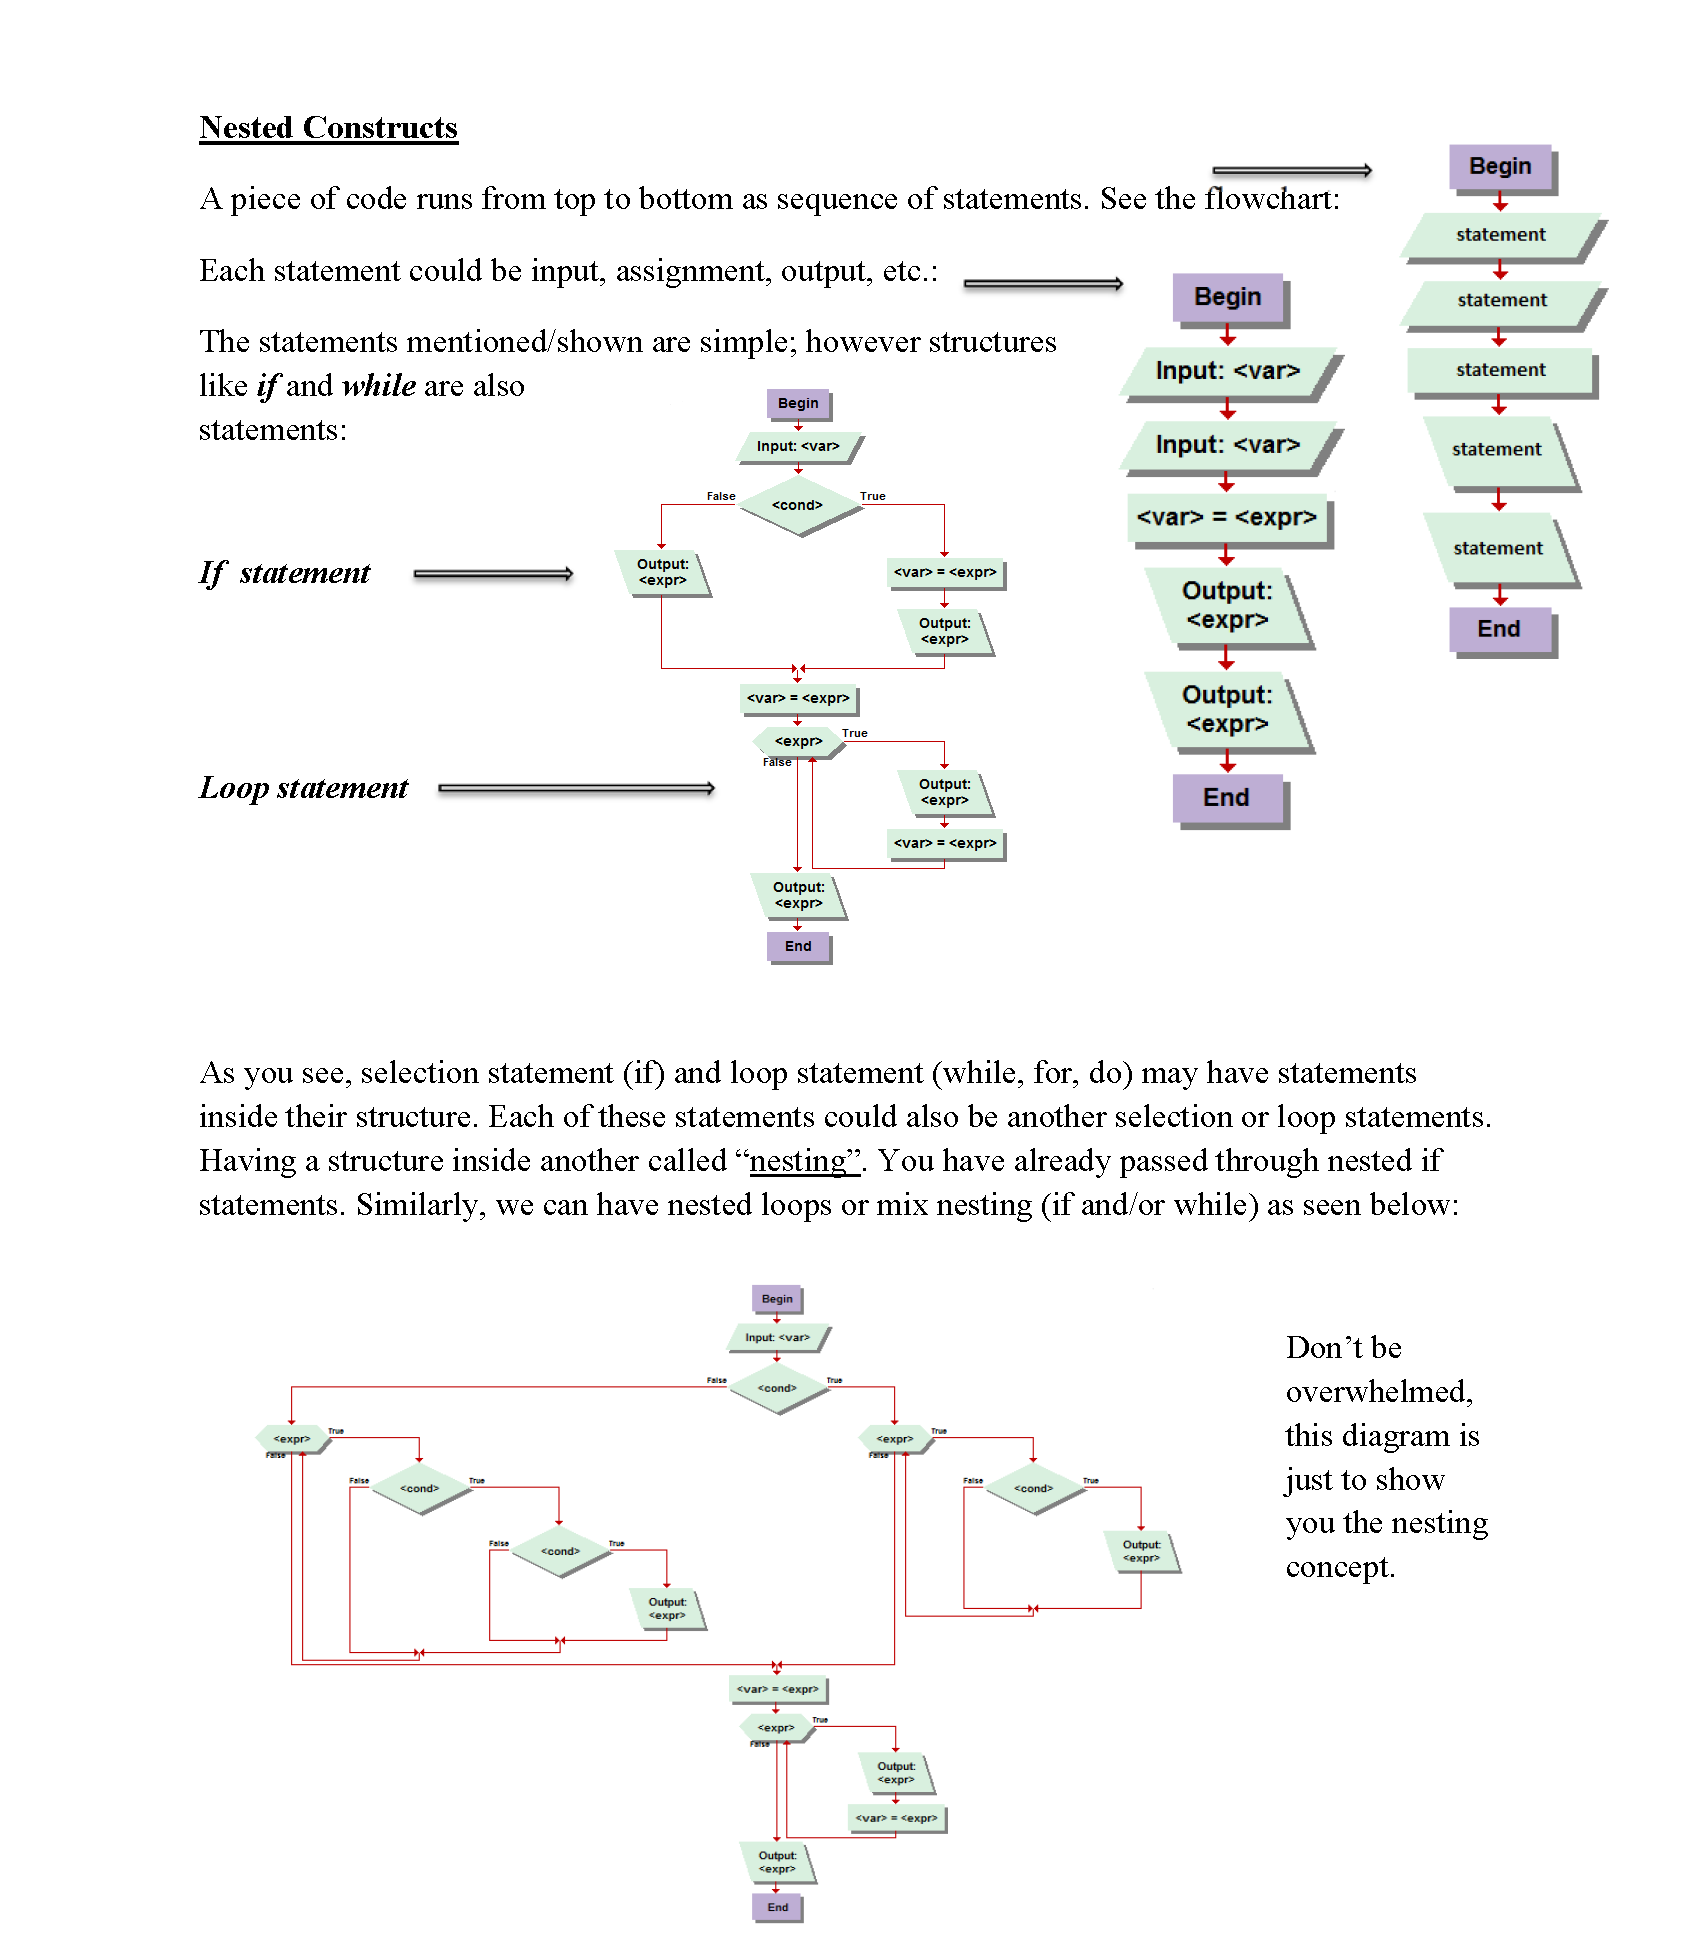 Nested Constructs
A piece of code runs from top to bottom as sequence of statements. See the flowchart:
Each statement could be input, assignment, output, etc.:
The statements mentioned/shown are simple; however structures
like if and while are also
statements:
If statement
Loop statement
Begin
Input: <var>
<cond>
False
True
Output:
<expr>
<var> = <expr>
Output:
<expr>
<var> = <expr>
<expr>
True
False
Output:
<expr>
<var> = <expr>
Output:
<expr>
End
Begin
Input: <var>
Input: <var>
<var> = <expr>
Output:
<expr>
Output:
<expr>
End
Begin
statement
statement
statement
statement
statement
End
As you see, selection statement (if) and loop statement (while, for, do) may have statements
inside their structure. Each of these statements could also be another selection or loop statements.
Having a structure inside another called “nesting”. You have already passed through nested if
statements. Similarly, we can have nested loops or mix nesting (if and/or while) as seen below:
Begin
Input: <var>
False
<cond>
True
<expr>
True
False
False
<cond>
True
False
<cond>
True
Output:
<expr>
<expr>
True
False
False
<cond>
True
Output:
<expr>
<var> = <expr>
<expr>
True
False
Output:
<expr>
<var> = <expr>
Output:
<expr>
End
Don’t be
overwhelmed,
this diagram is
just to show
you the nesting
concept.